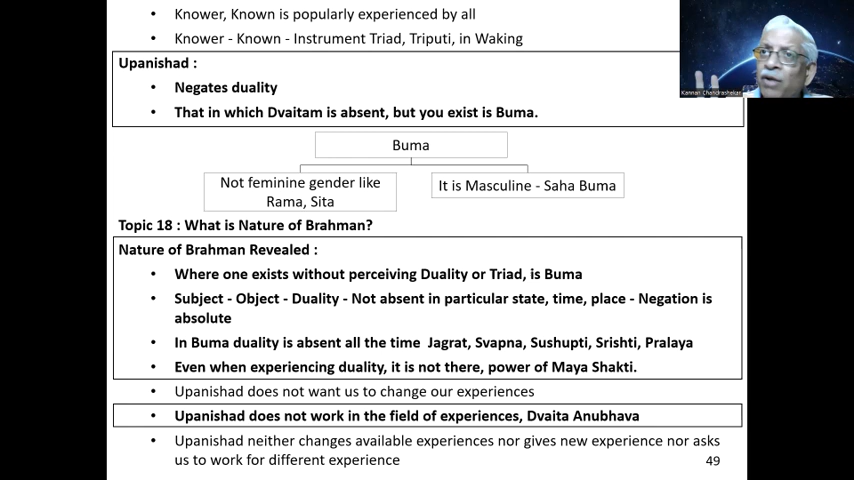 Knower, Known is popularly experienced by all
Knower - Known - Instrument Triad, Triputi, in Waking
Upanishad :
Negates duality
That in which Dvaitam is absent, but you exist is Buma.
Buma
Not feminine gender like
Rama, Sita
It is Masculine - Saha Buma
Topic 18 : What is Nature of Brahman?
Nature of Brahman Revealed :
Where one exists without perceiving Duality or Triad, is Buma
Subject - Object - Duality - Not absent in particular state, time, place - Negation is
absolute
In Buma duality is absent all the time Jagrat, Svapna, Sushupti, Srishti, Pralaya
Even when experiencing duality, it is not there, power of Maya Shakti.
Upanishad does not want us to change our experiences
Upanishad does not work in the field of experiences, Dvaita Anubhava
Upanishad neither changes available experiences nor gives new experience nor asks
us to work for different experience
49
Kannan Chandrashekar